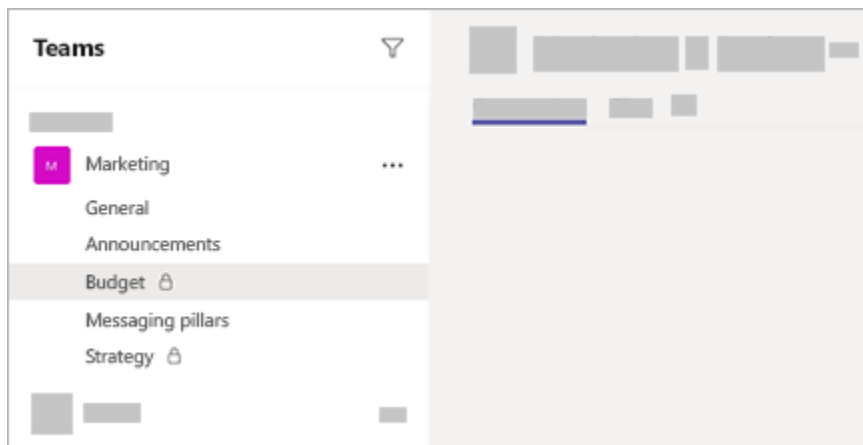 Teams
M
Marketing
General
Announcements
Budget
Messaging pillars
Strategy